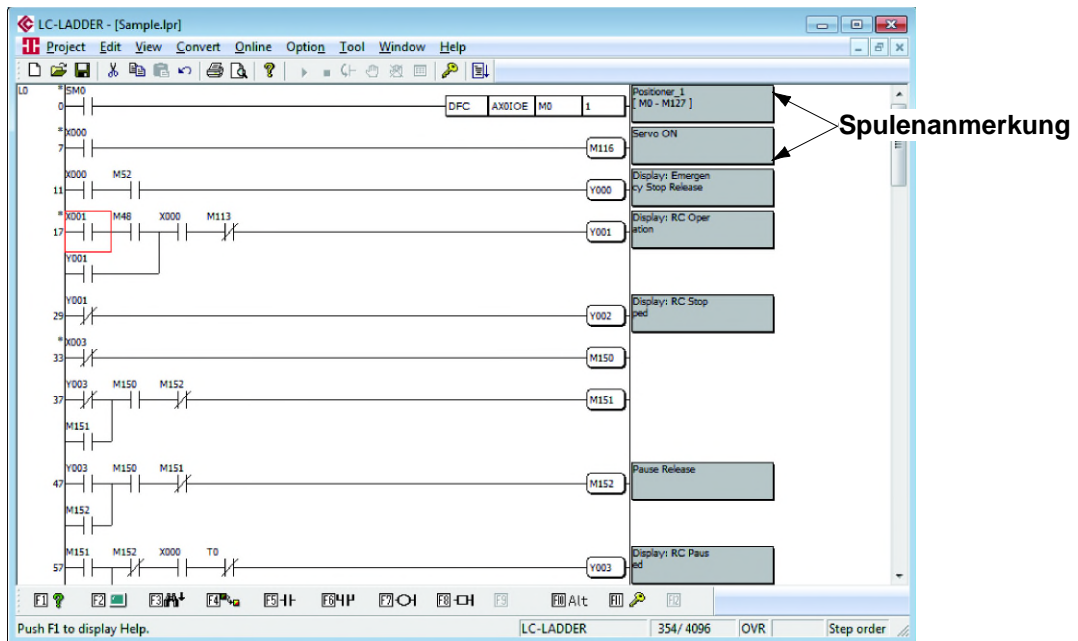 LC-LADDER - [Sample.lpr]
Project Edit View Convert Online Option Tool Window Help
L0
* SM0
0
DFC AX0IOE M0 1
Positioner_1
[ M0 - M127 ]
Spulenanmerkung
* X000
7
M116
Servo ON
X000 M52
11
Y000
Display: Emergen
cy Stop Release
* X001 M48 X000 M113
17
Y001
Display: RC Oper
ation
Y001
Y001
29
Y002
Display: RC Stop
ped
* X003
33
M150
Y003 M150 M152
37
M151
M151
Y003 M150 M151
47
M152
Pause Release
M152
M151 M152 X000 T0
57
Y003
Display: RC Paus
ed
F1 F2 F3 F4 F5 F6 F7 F8 F9 F10 Alt F11 F12
Push F1 to display Help. LC-LADDER 354/ 4096 OVR Step order